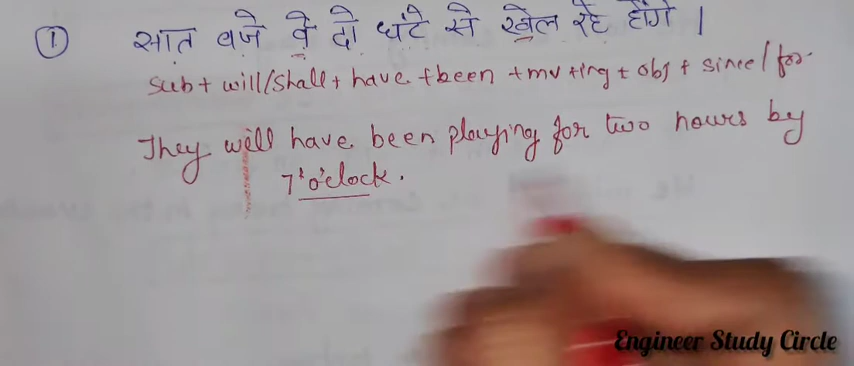 ① सात वजे वे दो घंटे से खेल रहे होंगे ।
sub + will/shall + have + been + mv + ing + obj + since/for
They will have been playing for two hours by
7'o'clock.
Engineer Study Circle